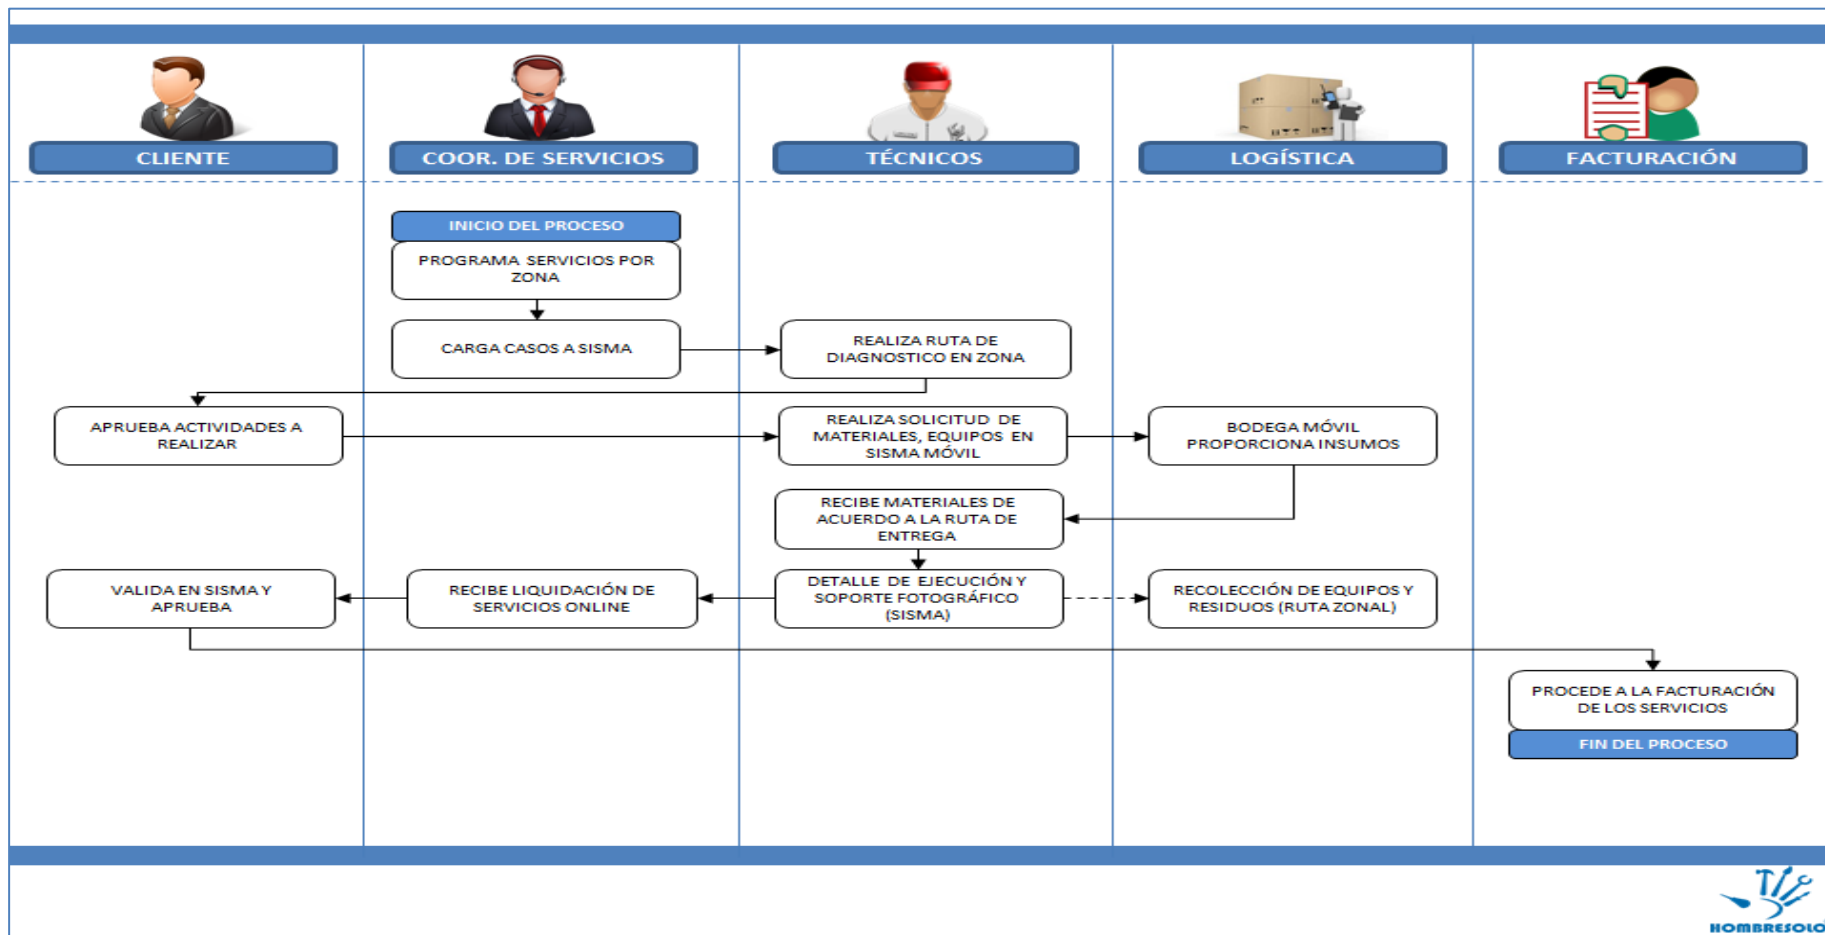 CLIENTE
COOR. DE SERVICIOS
TÉCNICOS
LOGÍSTICA
FACTURACIÓN
INICIO DEL PROCESO
PROGRAMA SERVICIOS POR
ZONA
CARGA CASOS A SISMA
REALIZA RUTA DE
DIAGNOSTICO EN ZONA
APRUEBA ACTIVIDADES A
REALIZAR
REALIZA SOLICITUD DE
MATERIALES, EQUIPOS EN
SISMA MÓVIL
BODEGA MÓVIL
PROPORCIONA INSUMOS
RECIBE MATERIALES DE
ACUERDO A LA RUTA DE
ENTREGA
VALIDA EN SISMA Y
APRUEBA
RECIBE LIQUIDACIÓN DE
SERVICIOS ONLINE
DETALLE DE EJECUCIÓN Y
SOPORTE FOTOGRÁFICO
(SISMA)
RECOLECCIÓN DE EQUIPOS Y
RESIDUOS (RUTA ZONAL)
PROCEDE A LA FACTURACIÓN
DE LOS SERVICIOS
FIN DEL PROCESO
HOMBRESOLO